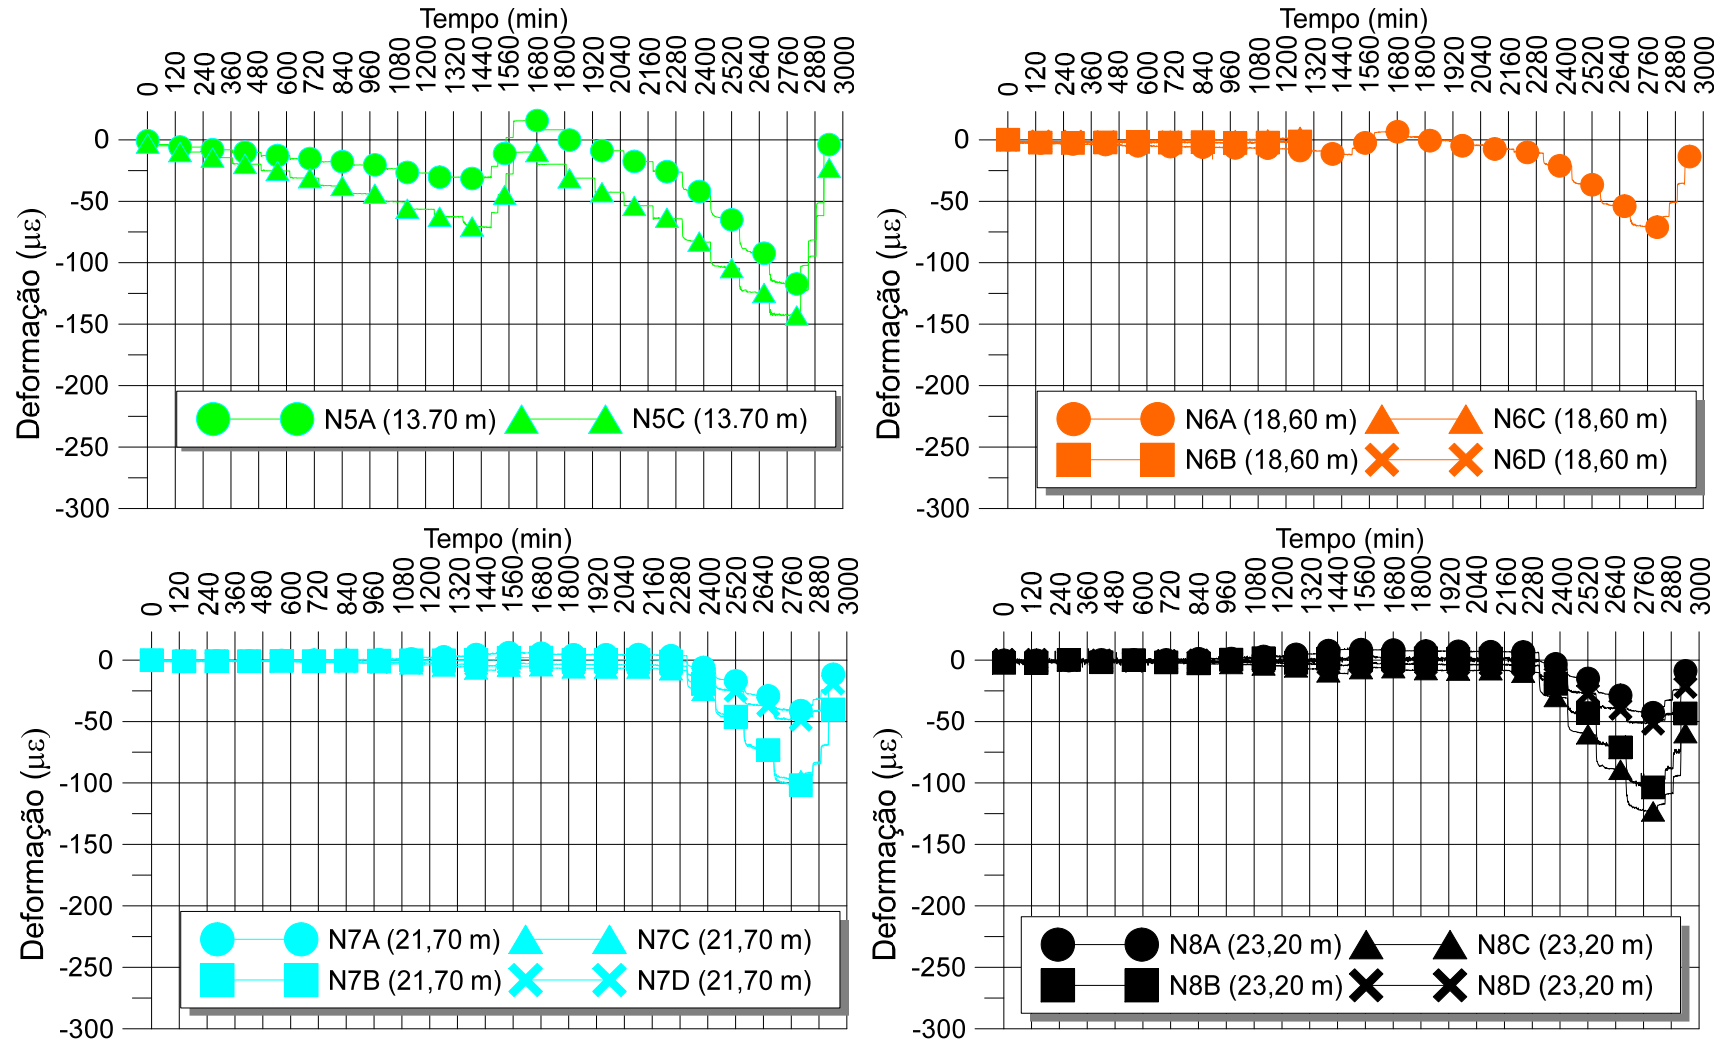 Tempo (min)
0 120 240 360 480 600 720 840 960 1080 1200 1320 1440 1560 1680 1800 1920 2040 2160 2280 2400 2520 2640 2760 2880 3000
Deformação (με)
0
-50
-100
-150
-200
-250
-300
N5A (13.70 m) N5C (13.70 m)
Tempo (min)
0 120 240 360 480 600 720 840 960 1080 1200 1320 1440 1560 1680 1800 1920 2040 2160 2280 2400 2520 2640 2760 2880 3000
Deformação (με)
0
-50
-100
-150
-200
-250
-300
N6A (18,60 m) N6C (18,60 m)
N6B (18,60 m) N6D (18,60 m)
Tempo (min)
0 120 240 360 480 600 720 840 960 1080 1200 1320 1440 1560 1680 1800 1920 2040 2160 2280 2400 2520 2640 2760 2880 3000
Deformação (με)
0
-50
-100
-150
-200
-250
-300
N7A (21,70 m) N7C (21,70 m)
N7B (21,70 m) N7D (21,70 m)
Tempo (min)
0 120 240 360 480 600 720 840 960 1080 1200 1320 1440 1560 1680 1800 1920 2040 2160 2280 2400 2520 2640 2760 2880 3000
Deformação (με)
0
-50
-100
-150
-200
-250
-300
N8A (23,20 m) N8C (23,20 m)
N8B (23,20 m) N8D (23,20 m)